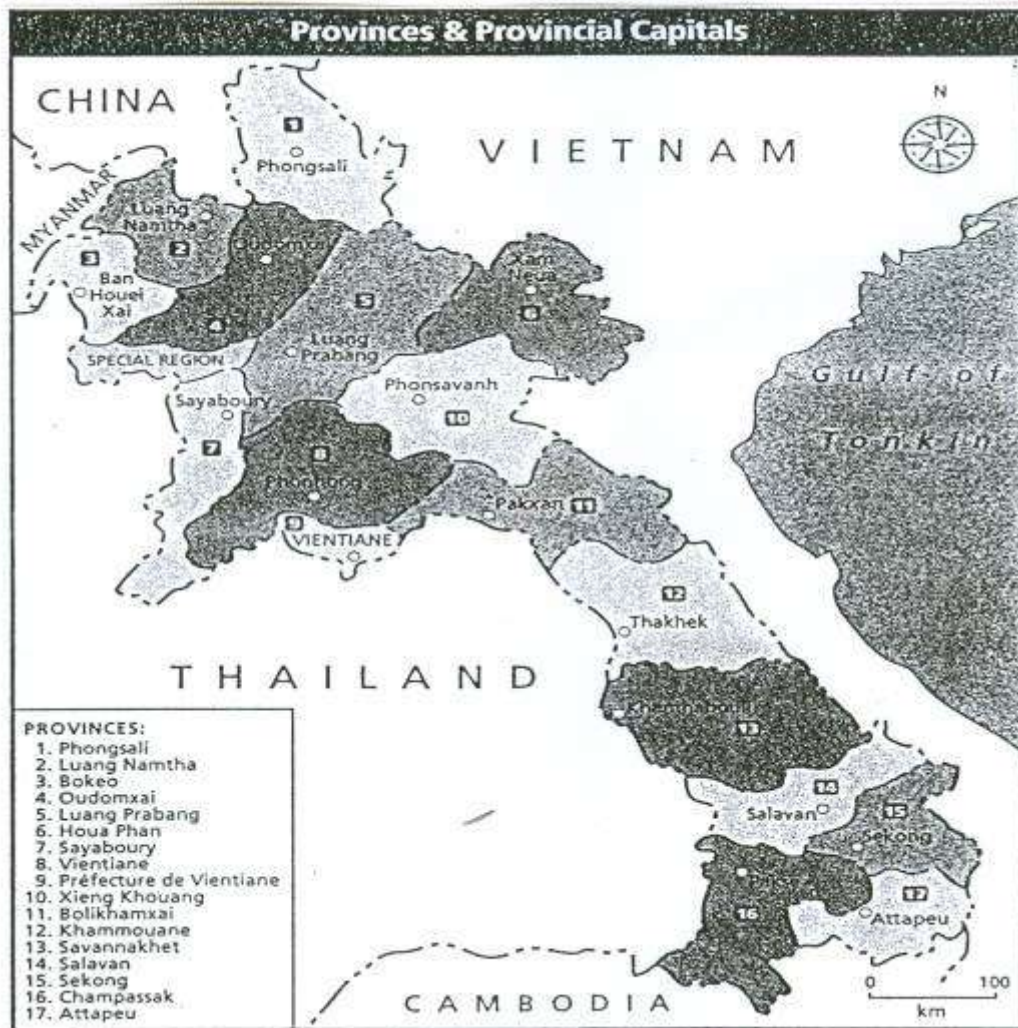 Provinces & Provincial Capitals
CHINA
N
1
Phongsali
VIETNAM
MYANMAR
Luang
Namtha
2
Oudomxai
3
Ban
Houei
Xai
4
5
Xam
Neua
6
SPECIAL REGION
Luang
Prabang
Gulf of
Tonkin
Phonsavanh
10
Sayaboury
7
8
Phonhong
9
VIENTIANE
Pakxan
11
12
Thakhek
THAILAND
13
14
Salavan
15
Sekong
16
17
Attapeu
CAMBODIA
0 100
km
PROVINCES:
1. Phongsali
2. Luang Namtha
3. Bokeo
4. Oudomxai
5. Luang Prabang
6. Houa Phan
7. Sayaboury
8. Vientiane
9. Préfecture de Vientiane
10. Xieng Khouang
11. Bolikhamxai
12. Khammouane
13. Savannakhet
14. Salavan
15. Sekong
16. Champassak
17. Attapeu